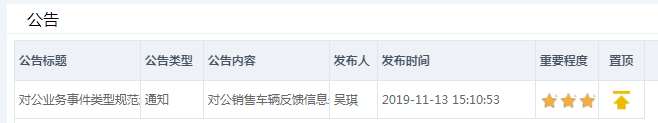 公告
公告标题 公告类型 公告内容 发布人 发布时间 重要程度 置顶
对公业务事件类型规范 通知 对公销售车辆反馈信息 吴琪 2019-11-13 15:10:53